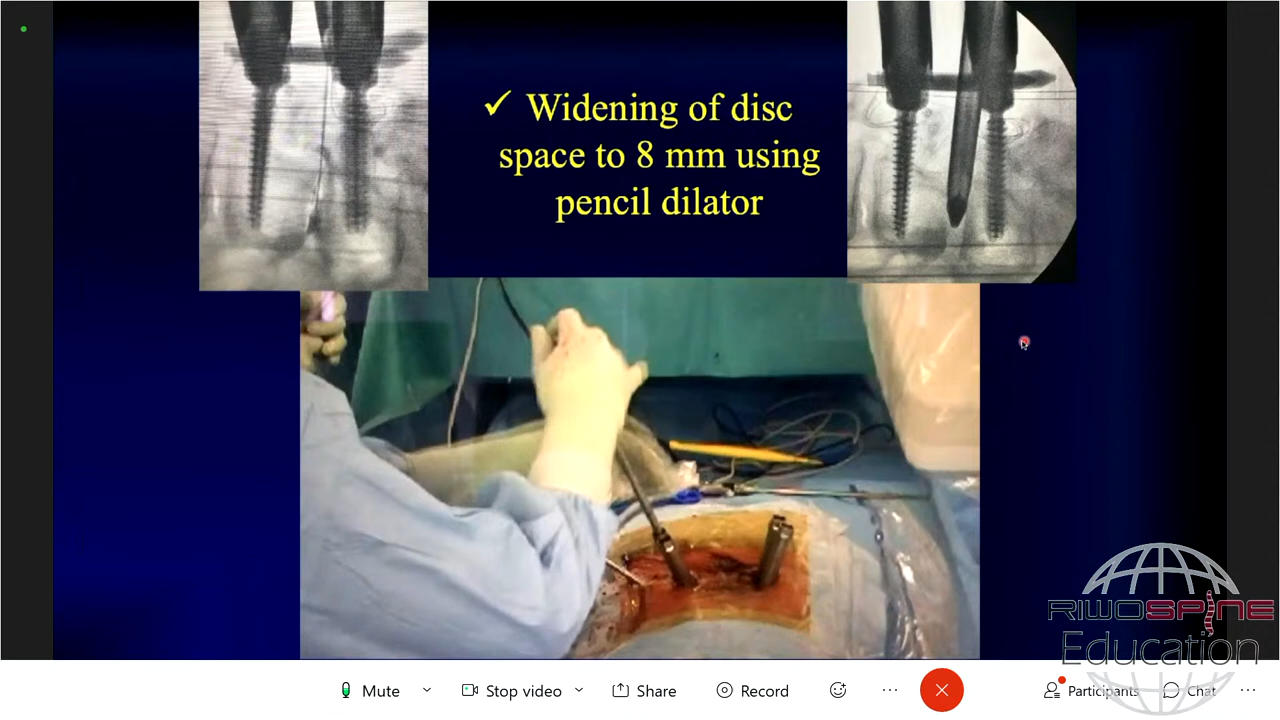 ✓ Widening of disc
space to 8 mm using
pencil dilator
RIWOSPINE
Education
Mute
Stop video
Share
Record
Participants
Chat